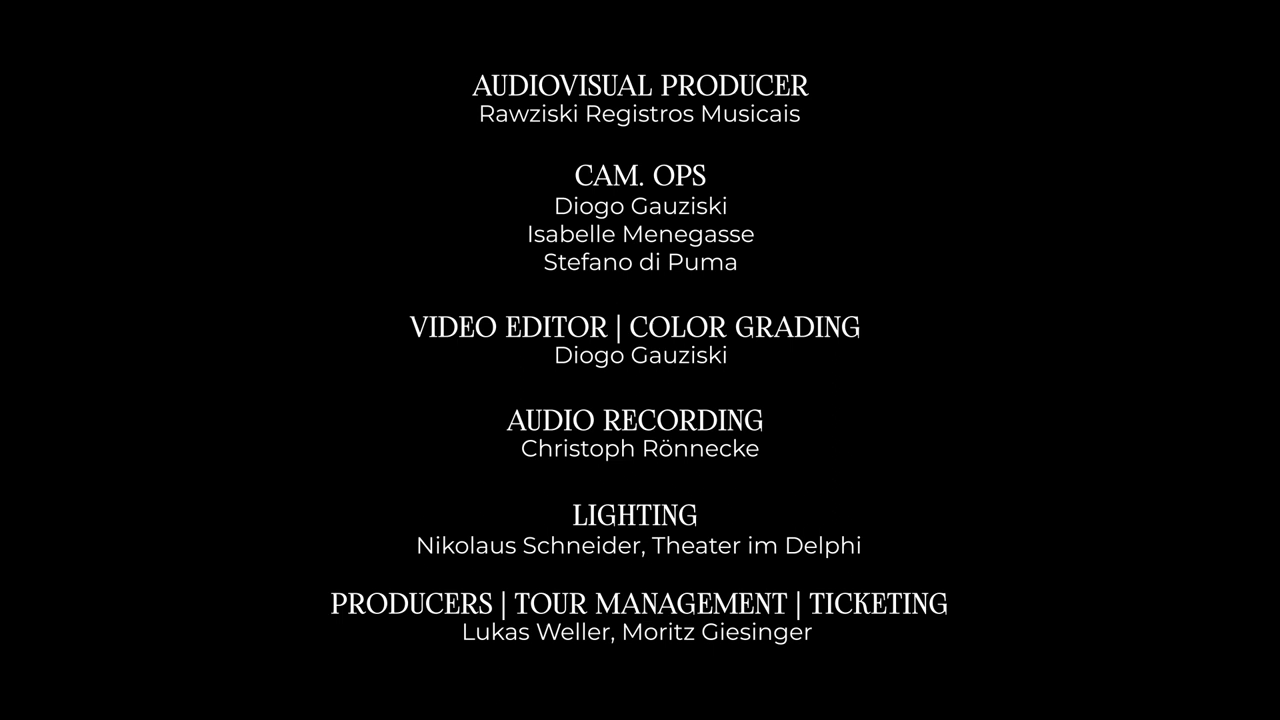 AUDIOVISUAL PRODUCER
Rawziski Registros Musicais
CAM. OPS
Diogo Gauziski
Isabelle Menegasse
Stefano di Puma
VIDEO EDITOR | COLOR GRADING
Diogo Gauziski
AUDIO RECORDING
Christoph Rönnecke
LIGHTING
Nikolaus Schneider, Theater im Delphi
PRODUCERS | TOUR MANAGEMENT | TICKETING
Lukas Weller, Moritz Giesinger